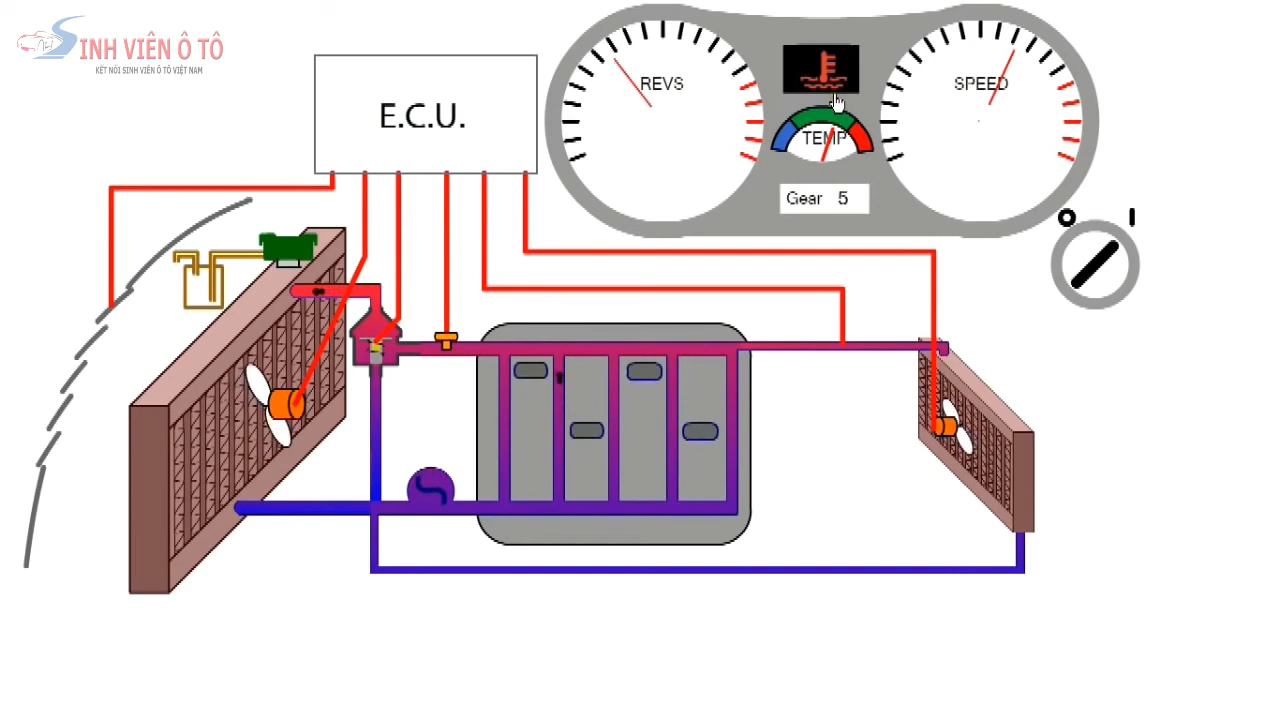 SINH VIÊN Ô TÔ
KẾT NỐI SINH VIÊN Ô TÔ VIỆT NAM
E.C.U.
REVS
SPEED
TEMP
Gear 5
O I